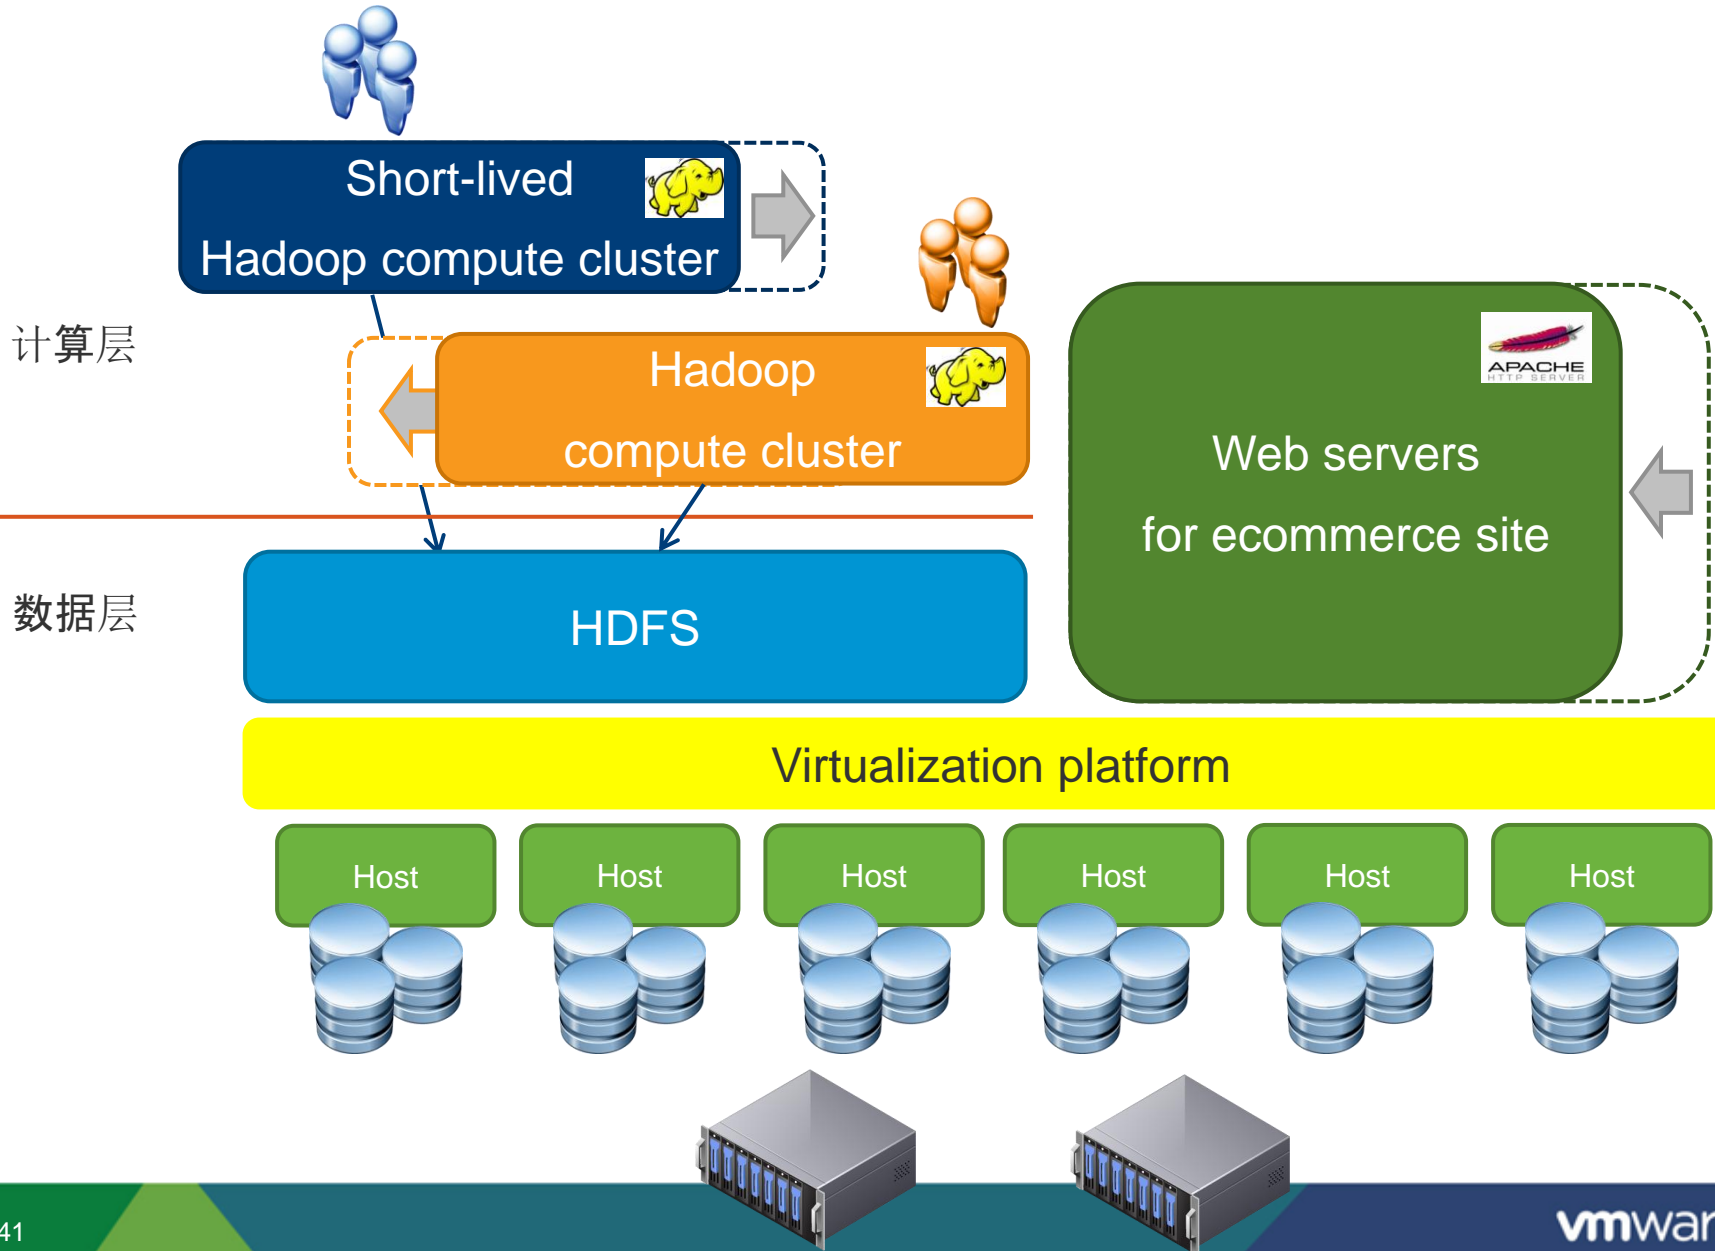 Short-lived
Hadoop compute cluster
计算层
Hadoop
compute cluster
APACHE
HTTP SERVER
Web servers
for ecommerce site
数据层
HDFS
Virtualization platform
Host
Host
Host
Host
Host
Host
41
vmwar